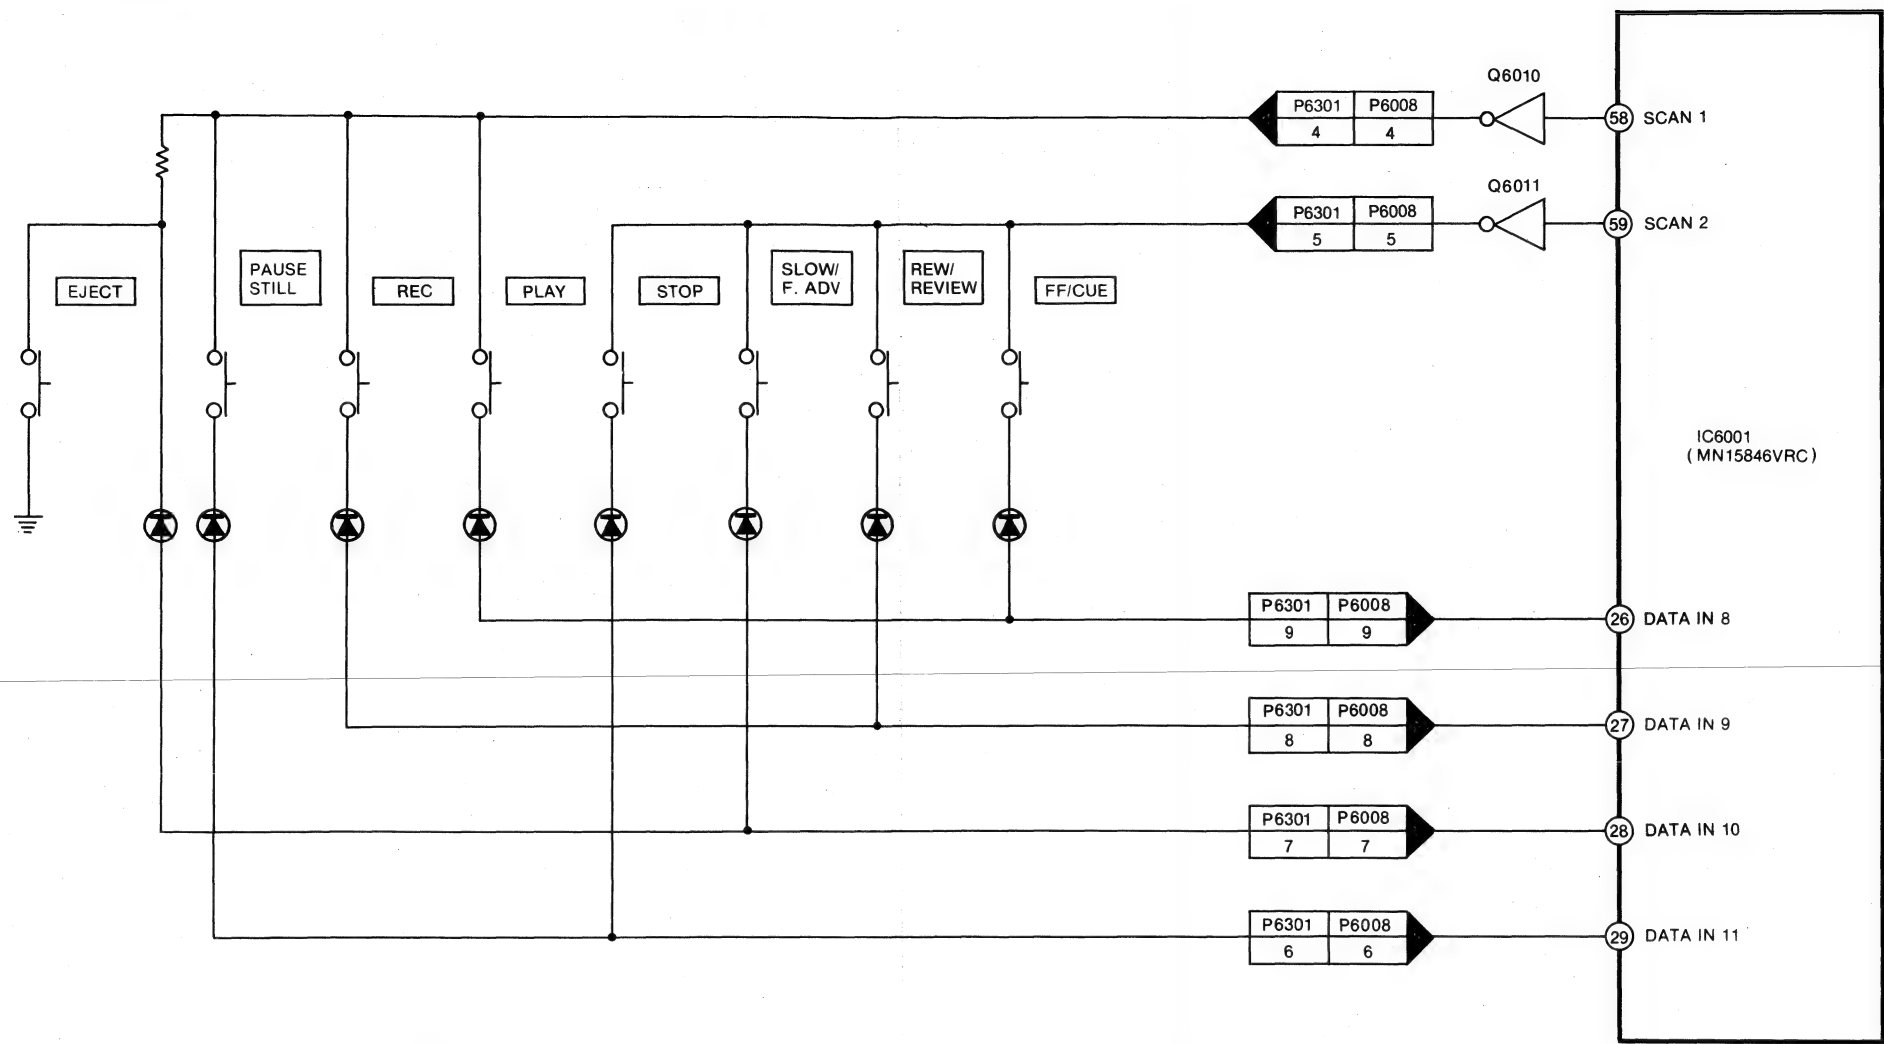 Q6010
P6301 P6008
4 4
58 SCAN 1
Q6011
P6301 P6008
5 5
59 SCAN 2
EJECT
PAUSE
STILL
REC
PLAY
STOP
SLOW/
F. ADV
REW/
REVIEW
FF/CUE
IC6001
(MN15846VRC)
P6301 P6008
9 9
26 DATA IN 8
P6301 P6008
8 8
27 DATA IN 9
P6301 P6008
7 7
28 DATA IN 10
P6301 P6008
6 6
29 DATA IN 11